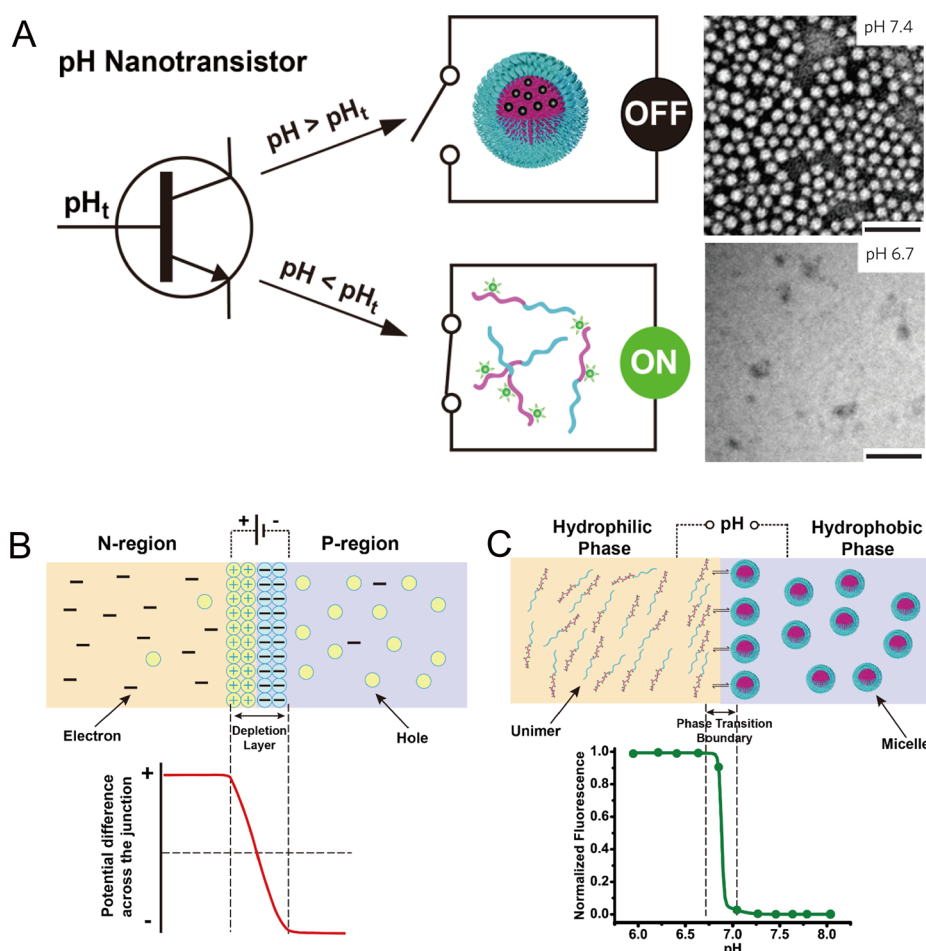 A
pH Nanotransistor
pH > pHt
pHt
pH < pHt
OFF
ON
pH 7.4
pH 6.7
B
N-region
+ -
P-region
Electron
Depletion
Layer
Hole
Potential difference
across the junction
+
-
C
Hydrophilic
Phase
pH
Hydrophobic
Phase
Unimer
Phase Transition
Boundary
Micelle
Normalized Fluorescence
1.0
0.8
0.6
0.4
0.2
0.0
6.0 6.5 7.0 7.5 8.0
pH